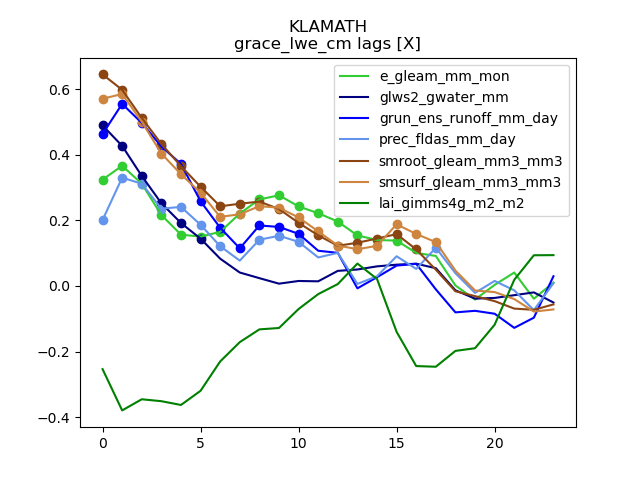 KLAMATH
grace_lwe_cm lags [X]
e_gleam_mm_mon
glws2_gwater_mm
grun_ens_runoff_mm_day
prec_fldas_mm_day
smroot_gleam_mm3_mm3
smsurf_gleam_mm3_mm3
lai_gimms4g_m2_m2
0.6
0.4
0.2
0.0
−0.2
−0.4
0 5 10 15 20